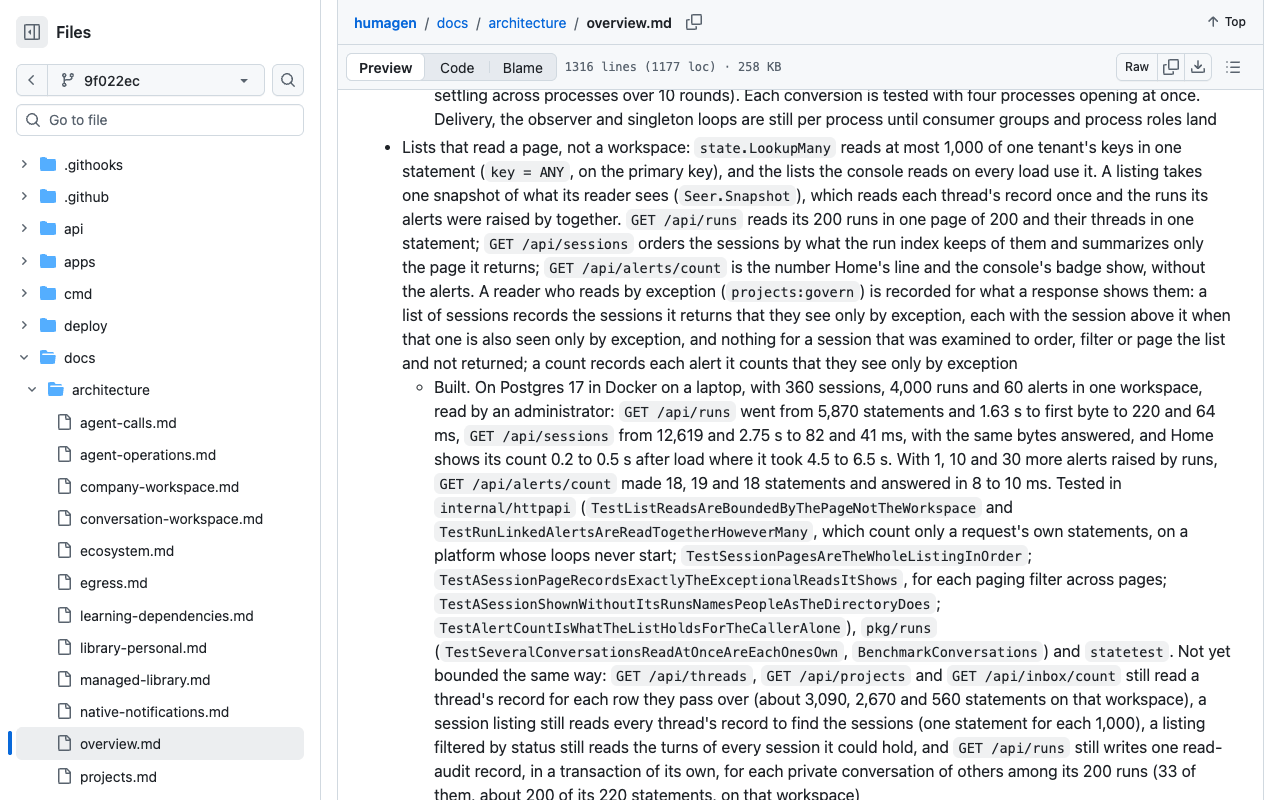 Files
humagen / docs / architecture / overview.md
Top
9f022ec
Preview Code Blame 1316 lines (1177 loc) · 258 KB
Raw
Go to file
.githooks
.github
api
apps
cmd
deploy
docs
architecture
agent-calls.md
agent-operations.md
company-workspace.md
conversation-workspace.md
ecosystem.md
egress.md
learning-dependencies.md
library-personal.md
managed-library.md
native-notifications.md
overview.md
projects.md
settling across processes over 10 rounds). Each conversion is tested with four processes opening at once.
Delivery, the observer and singleton loops are still per process until consumer groups and process roles land
• Lists that read a page, not a workspace: state.LookupMany reads at most 1,000 of one tenant's keys in one
statement ( key = ANY , on the primary key), and the lists the console reads on every load use it. A listing takes
one snapshot of what its reader sees ( Seer.Snapshot ), which reads each thread's record once and the runs its
alerts were raised by together. GET /api/runs reads its 200 runs in one page of 200 and their threads in one
statement; GET /api/sessions orders the sessions by what the run index keeps of them and summarizes only
the page it returns; GET /api/alerts/count is the number Home's line and the console's badge show, without
the alerts. A reader who reads by exception ( projects:govern ) is recorded for what a response shows them: a
list of sessions records the sessions it returns that they see only by exception, each with the session above it when
that one is also seen only by exception, and nothing for a session that was examined to order, filter or page the list
and not returned; a count records each alert it counts that they see only by exception
◦ Built. On Postgres 17 in Docker on a laptop, with 360 sessions, 4,000 runs and 60 alerts in one workspace,
read by an administrator: GET /api/runs went from 5,870 statements and 1.63 s to first byte to 220 and 64
ms, GET /api/sessions from 12,619 and 2.75 s to 82 and 41 ms, with the same bytes answered, and Home
shows its count 0.2 to 0.5 s after load where it took 4.5 to 6.5 s. With 1, 10 and 30 more alerts raised by runs,
GET /api/alerts/count made 18, 19 and 18 statements and answered in 8 to 10 ms. Tested in
internal/httpapi ( TestListReadsAreBoundedByThePageNotTheWorkspace and
TestRunLinkedAlertsAreReadTogetherHoweverMany , which count only a request's own statements, on a
platform whose loops never start; TestSessionPagesAreTheWholeListingInOrder ;
TestASessionPageRecordsExactlyTheExceptionalReadsItShows , for each paging filter across pages;
TestASessionShownWithoutItsRunsNamesPeopleAsTheDirectoryDoes ;
TestAlertCountIsWhatTheListHoldsForTheCallerAlone ), pkg/runs
( TestSeveralConversationsReadAtOnceAreEachOnesOwn , BenchmarkConversations ) and statetest . Not yet
bounded the same way: GET /api/threads , GET /api/projects and GET /api/inbox/count still read a
thread's record for each row they pass over (about 3,090, 2,670 and 560 statements on that workspace), a
session listing still reads every thread's record to find the sessions (one statement for each 1,000), a listing
filtered by status still reads the turns of every session it could hold, and GET /api/runs still writes one read-
audit record, in a transaction of its own, for each private conversation of others among its 200 runs (33 of
them, about 200 of its 220 statements, on that workspace)